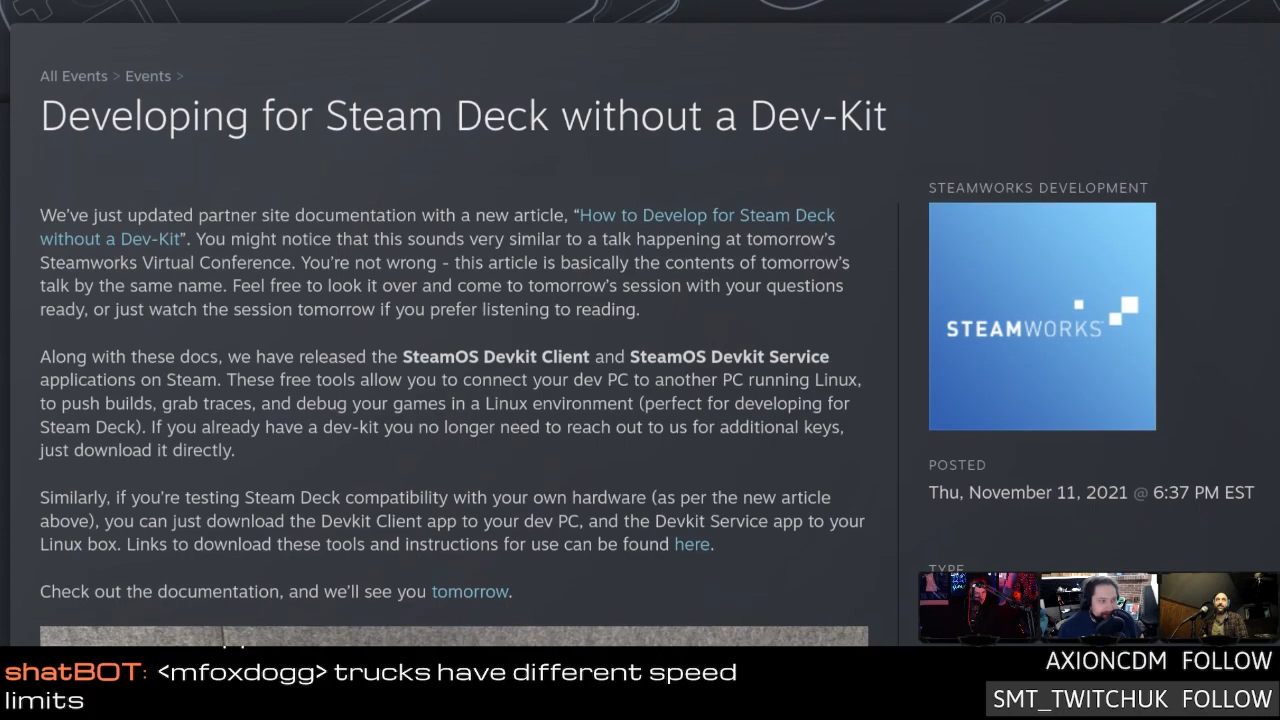 All Events > Events >
Developing for Steam Deck without a Dev-Kit
We’ve just updated partner site documentation with a new article, “How to Develop for Steam Deck
without a Dev-Kit”. You might notice that this sounds very similar to a talk happening at tomorrow’s
Steamworks Virtual Conference. You’re not wrong - this article is basically the contents of tomorrow’s
talk by the same name. Feel free to look it over and come to tomorrow’s session with your questions
ready, or just watch the session tomorrow if you prefer listening to reading.
Along with these docs, we have released the SteamOS Devkit Client and SteamOS Devkit Service
applications on Steam. These free tools allow you to connect your dev PC to another PC running Linux,
to push builds, grab traces, and debug your games in a Linux environment (perfect for developing for
Steam Deck). If you already have a dev-kit you no longer need to reach out to us for additional keys,
just download it directly.
Similarly, if you’re testing Steam Deck compatibility with your own hardware (as per the new article
above), you can just download the Devkit Client app to your dev PC, and the Devkit Service app to your
Linux box. Links to download these tools and instructions for use can be found here.
Check out the documentation, and we’ll see you tomorrow.
STEAMWORKS DEVELOPMENT
STEAMWORKS
POSTED
Thu, November 11, 2021 @ 6:37 PM EST
TYPE
shatBOT: <mfoxdogg> trucks have different speed
limits
AXIONCDM FOLLOW
SMT_TWITCHUK FOLLOW